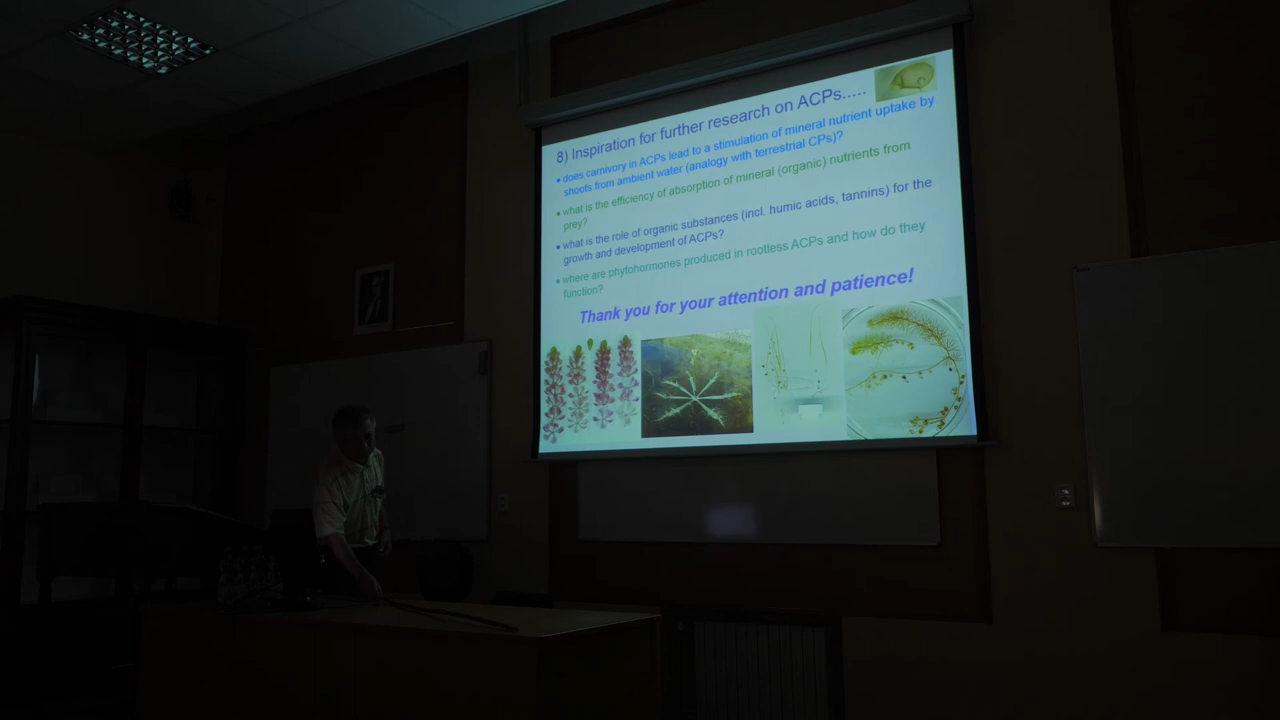 8) Inspiration for further research on ACPs.....
• does carnivory in ACPs lead to a stimulation of mineral nutrient uptake by
shoots from ambient water (analogy with terrestrial CPs)?
• what is the efficiency of absorption of mineral (organic) nutrients from
prey?
• what is the role of organic substances (incl. humic acids, tannins) for the
growth and development of ACPs?
• where are phytohormones produced in rootless ACPs and how do they
function?
Thank you for your attention and patience!